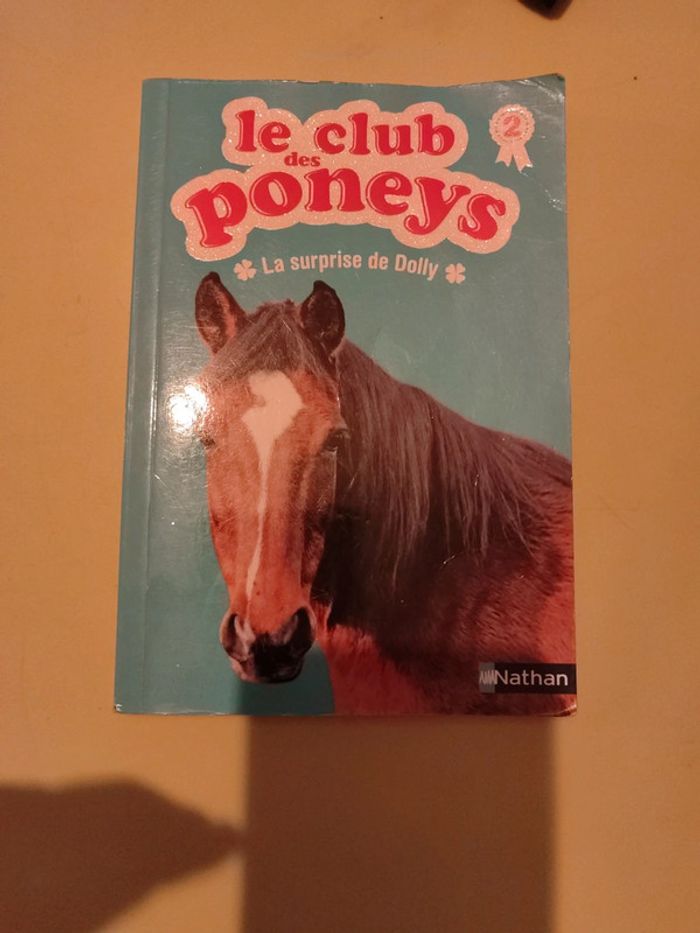 2
le club
des
poneys
La surprise de Dolly
Nathan